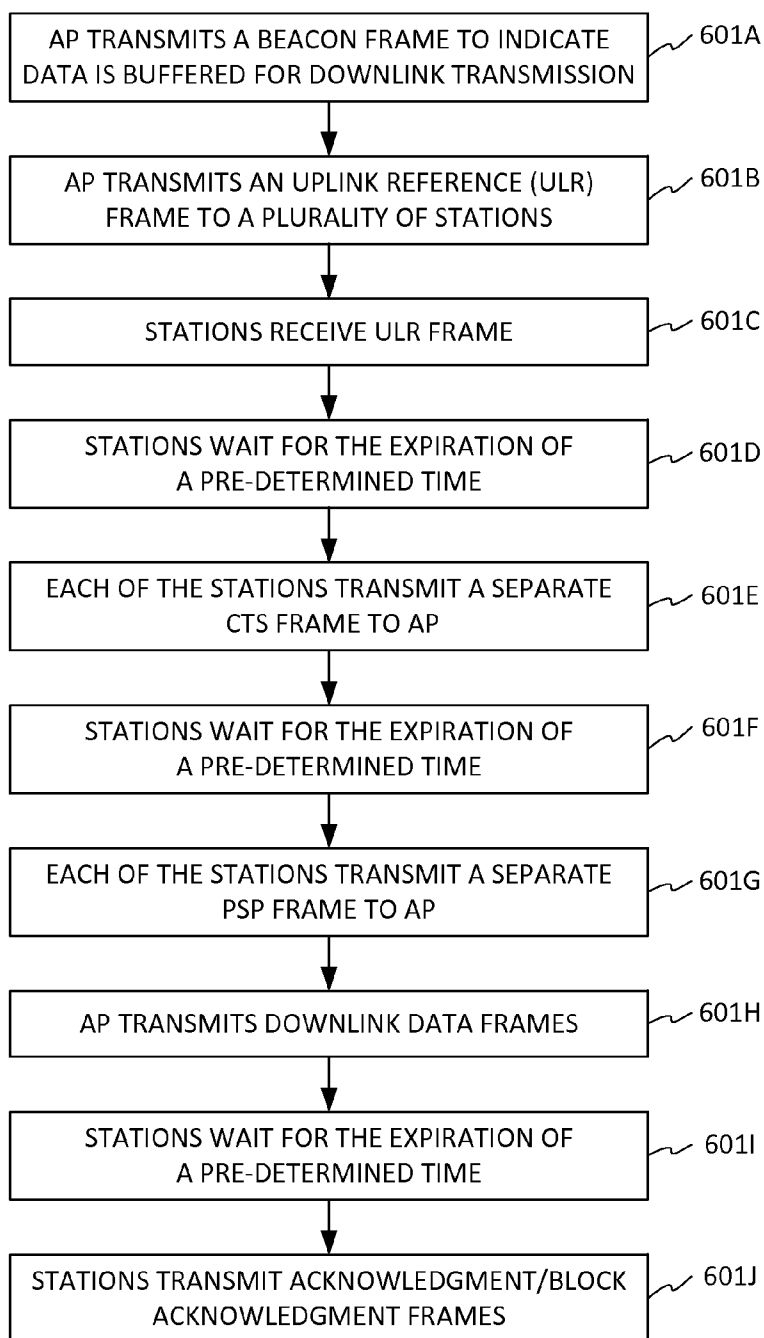 AP TRANSMITS A BEACON FRAME TO INDICATE
DATA IS BUFFERED FOR DOWNLINK TRANSMISSION
601A
AP TRANSMITS AN UPLINK REFERENCE (ULR)
FRAME TO A PLURALITY OF STATIONS
601B
STATIONS RECEIVE ULR FRAME
601C
STATIONS WAIT FOR THE EXPIRATION OF
A PRE-DETERMINED TIME
601D
EACH OF THE STATIONS TRANSMIT A SEPARATE
CTS FRAME TO AP
601E
STATIONS WAIT FOR THE EXPIRATION OF
A PRE-DETERMINED TIME
601F
EACH OF THE STATIONS TRANSMIT A SEPARATE
PSP FRAME TO AP
601G
AP TRANSMITS DOWNLINK DATA FRAMES
601H
STATIONS WAIT FOR THE EXPIRATION OF
A PRE-DETERMINED TIME
601I
STATIONS TRANSMIT ACKNOWLEDGMENT/BLOCK
ACKNOWLEDGMENT FRAMES
601J